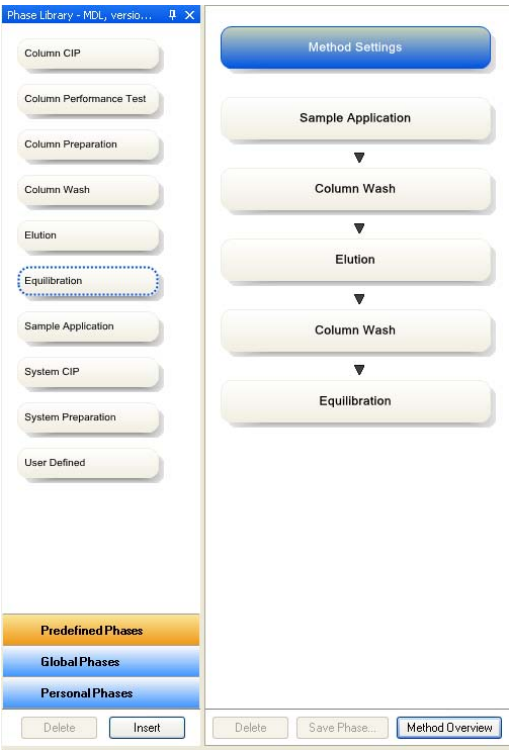 Phase Library - MDL, versio...
Column CIP
Column Performance Test
Column Preparation
Column Wash
Elution
Equilibration
Sample Application
System CIP
System Preparation
User Defined
Predefined Phases
Global Phases
Personal Phases
Delete
Insert
Method Settings
Sample Application
Column Wash
Elution
Column Wash
Equilibration
Delete
Save Phase...
Method Overview